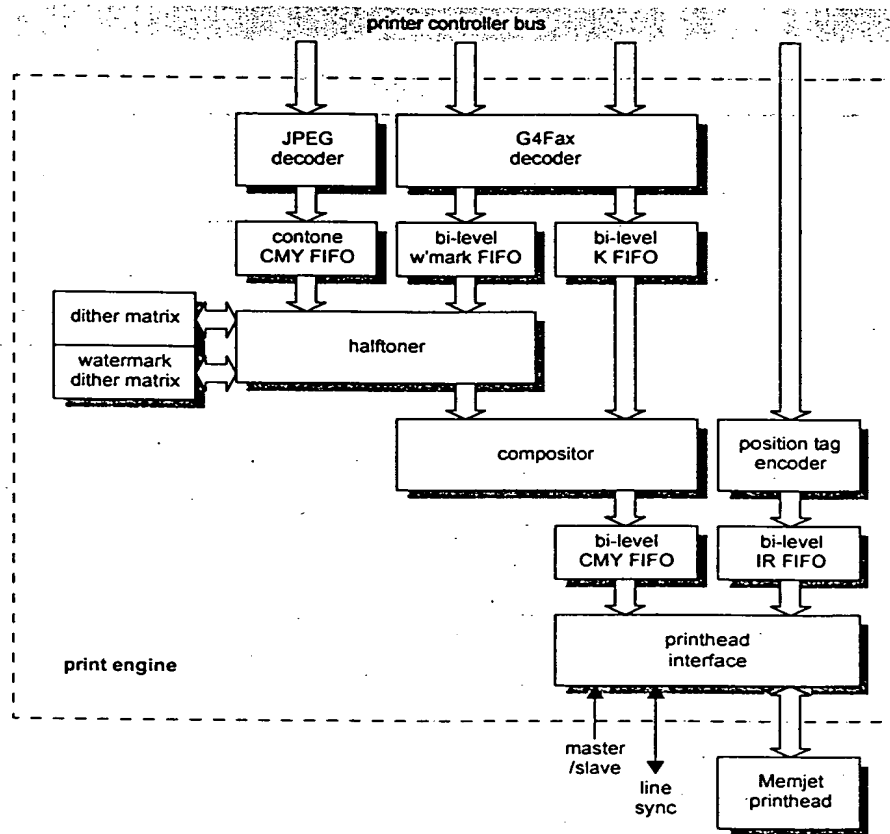 printer controller bus
JPEG
decoder
G4Fax
decoder
contone
CMY FIFO
bi-level
w'mark FIFO
bi-level
K FIFO
dither matrix
watermark
dither matrix
halftoner
compositor
position tag
encoder
bi-level
CMY FIFO
bi-level
IR FIFO
printhead
interface
print engine
master
/slave
line
sync
Memjet
printhead